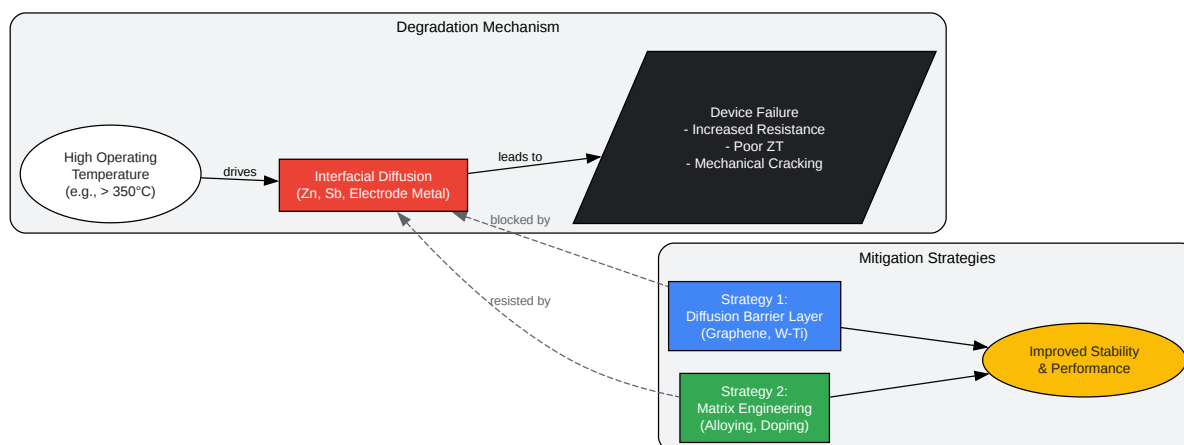 Degradation Mechanism
High Operating
Temperature
(e.g., > 350°C)
drives
Interfacial Diffusion
(Zn, Sb, Electrode Metal)
leads to
Device Failure
- Increased Resistance
- Poor ZT
- Mechanical Cracking
blocked by
resisted by
Mitigation Strategies
Strategy 1:
Diffusion Barrier Layer
(Graphene, W-Ti)
Strategy 2:
Matrix Engineering
(Alloying, Doping)
Improved Stability
& Performance